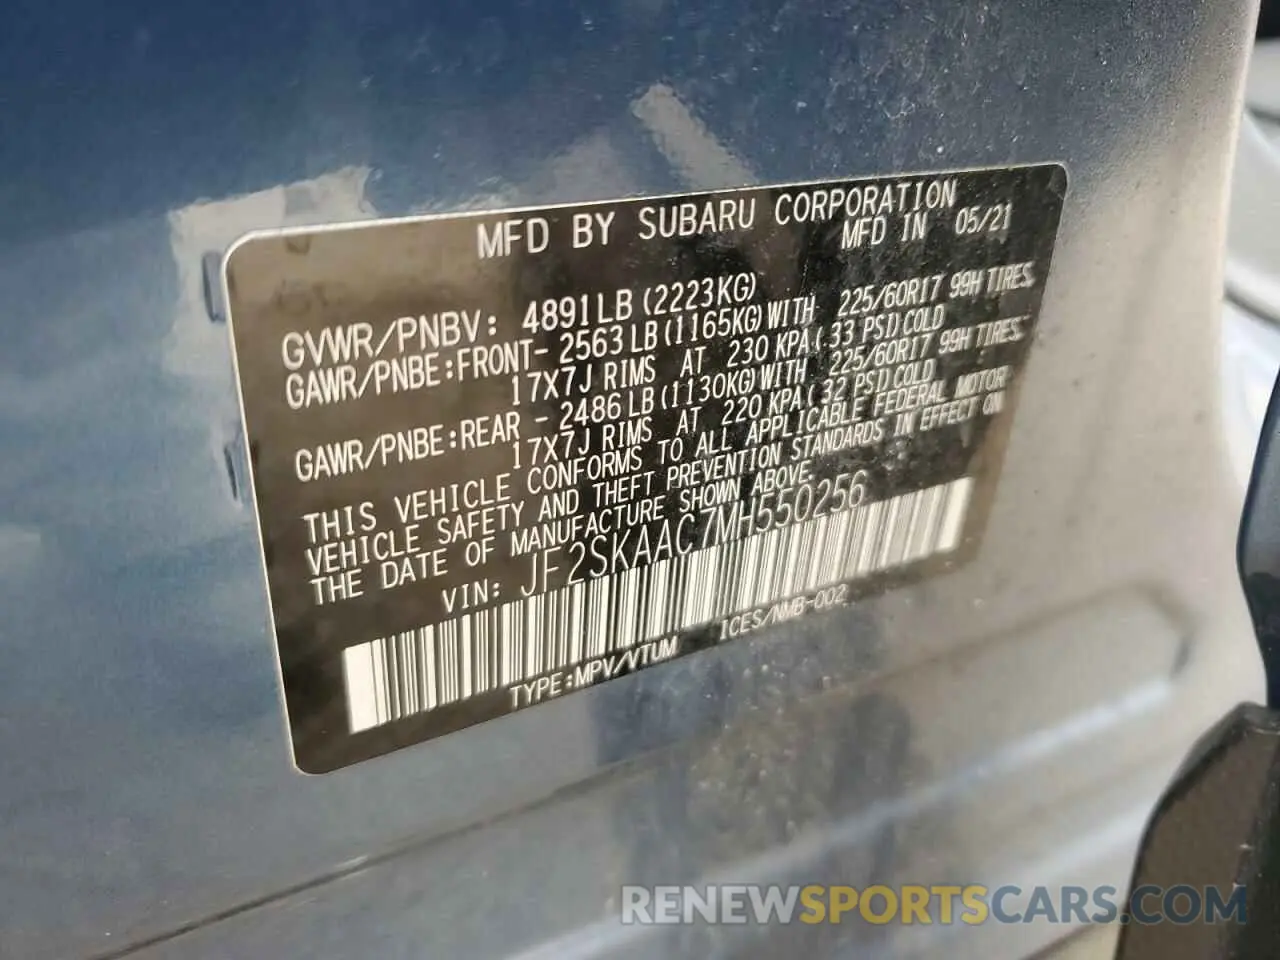 MFD BY SUBARU CORPORATION
MFD IN 05/21
GVWR/PNBV: 4891LB (2223KG)
GAWR/PNBE:FRONT- 2563LB(1165KG)WITH 225/60R17 99H TIRES,
17X7J RIMS AT 230 KPA( 33 PSI)COLD
GAWR/PNBE:REAR - 2486LB(1130KG)WITH 225/60R17 99H TIRES,
17X7J RIMS AT 220 KPA( 32 PSI)COLD
THIS VEHICLE CONFORMS TO ALL APPLICABLE FEDERAL MOTOR
VEHICLE SAFETY AND THEFT PREVENTION STANDARDS IN EFFECT ON
THE DATE OF MANUFACTURE SHOWN ABOVE.
VIN: JF2SKAAC7MH550256
TYPE:MPV/VTUM ICES/NMB-002
RENEWSPORTSCARS.COM